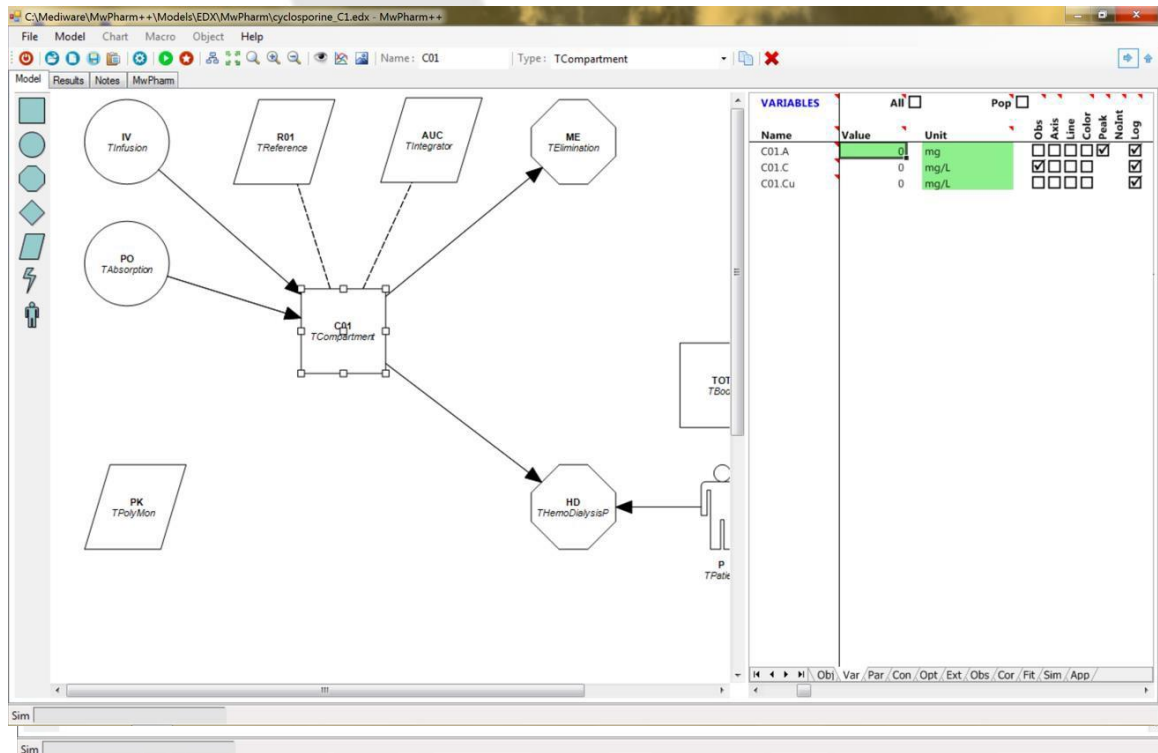 C:\Mediware\MwPharm++\Models\EDX\MwPharm\cyclosporine_C1.edx - MwPharm++
File Model Chart Macro Object Help
Name: C01 Type: TCompartment
Model Results Notes MwPharm
IV
TInfusion
R01
TReference
AUC
TIntegrator
ME
TElimination
PO
TAbsorption
C01
TCompartment
TOT
TBoo
PK
TPolyMon
HD
THemoDialysisP
P
TPatie
VARIABLES All Pop
Name Value Unit Obs Axis Line Color Peak NoInt Log
C01.A 0 mg
C01.C 0 mg/L
C01.Cu 0 mg/L
Obj Var Par Con Opt Ext Obs Cor Fit Sim App
Sim
Sim